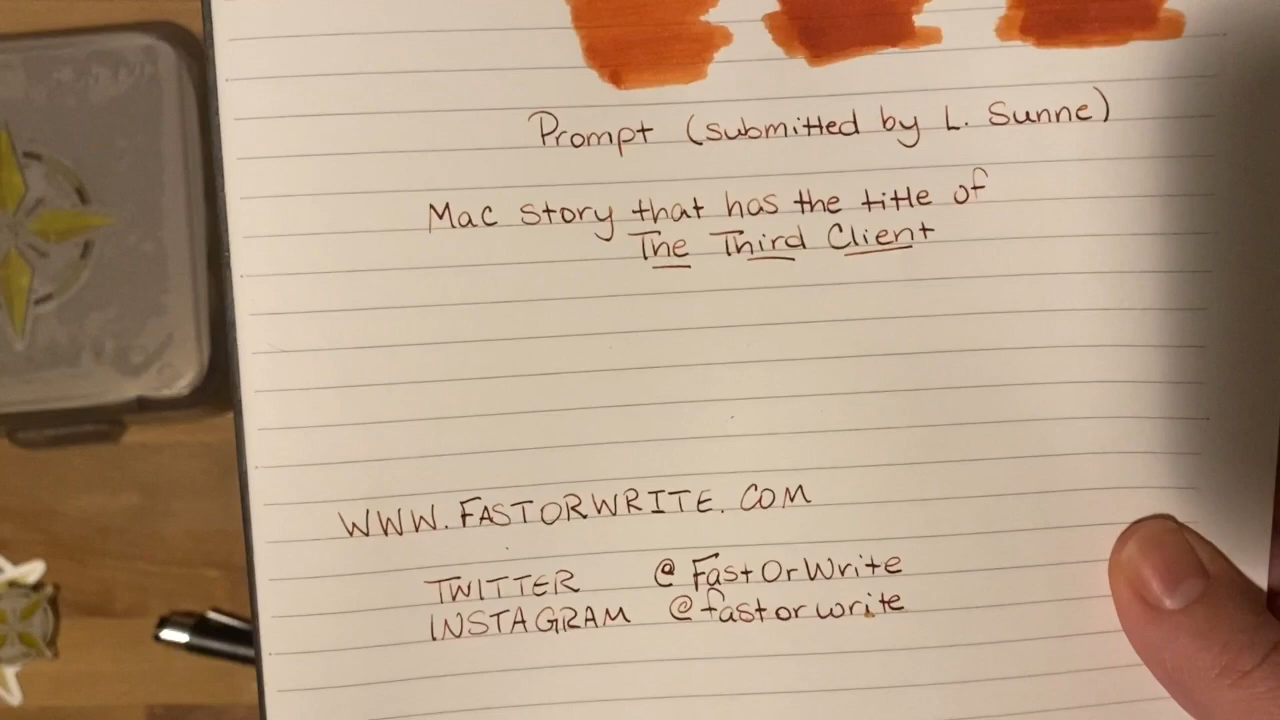 Prompt (submitted by L. Sunne)
Mac story that has the title of
The Third Client
WWW.FASTORWRITE.COM
TWITTER @FastOrWrite
INSTAGRAM @fastorwrite